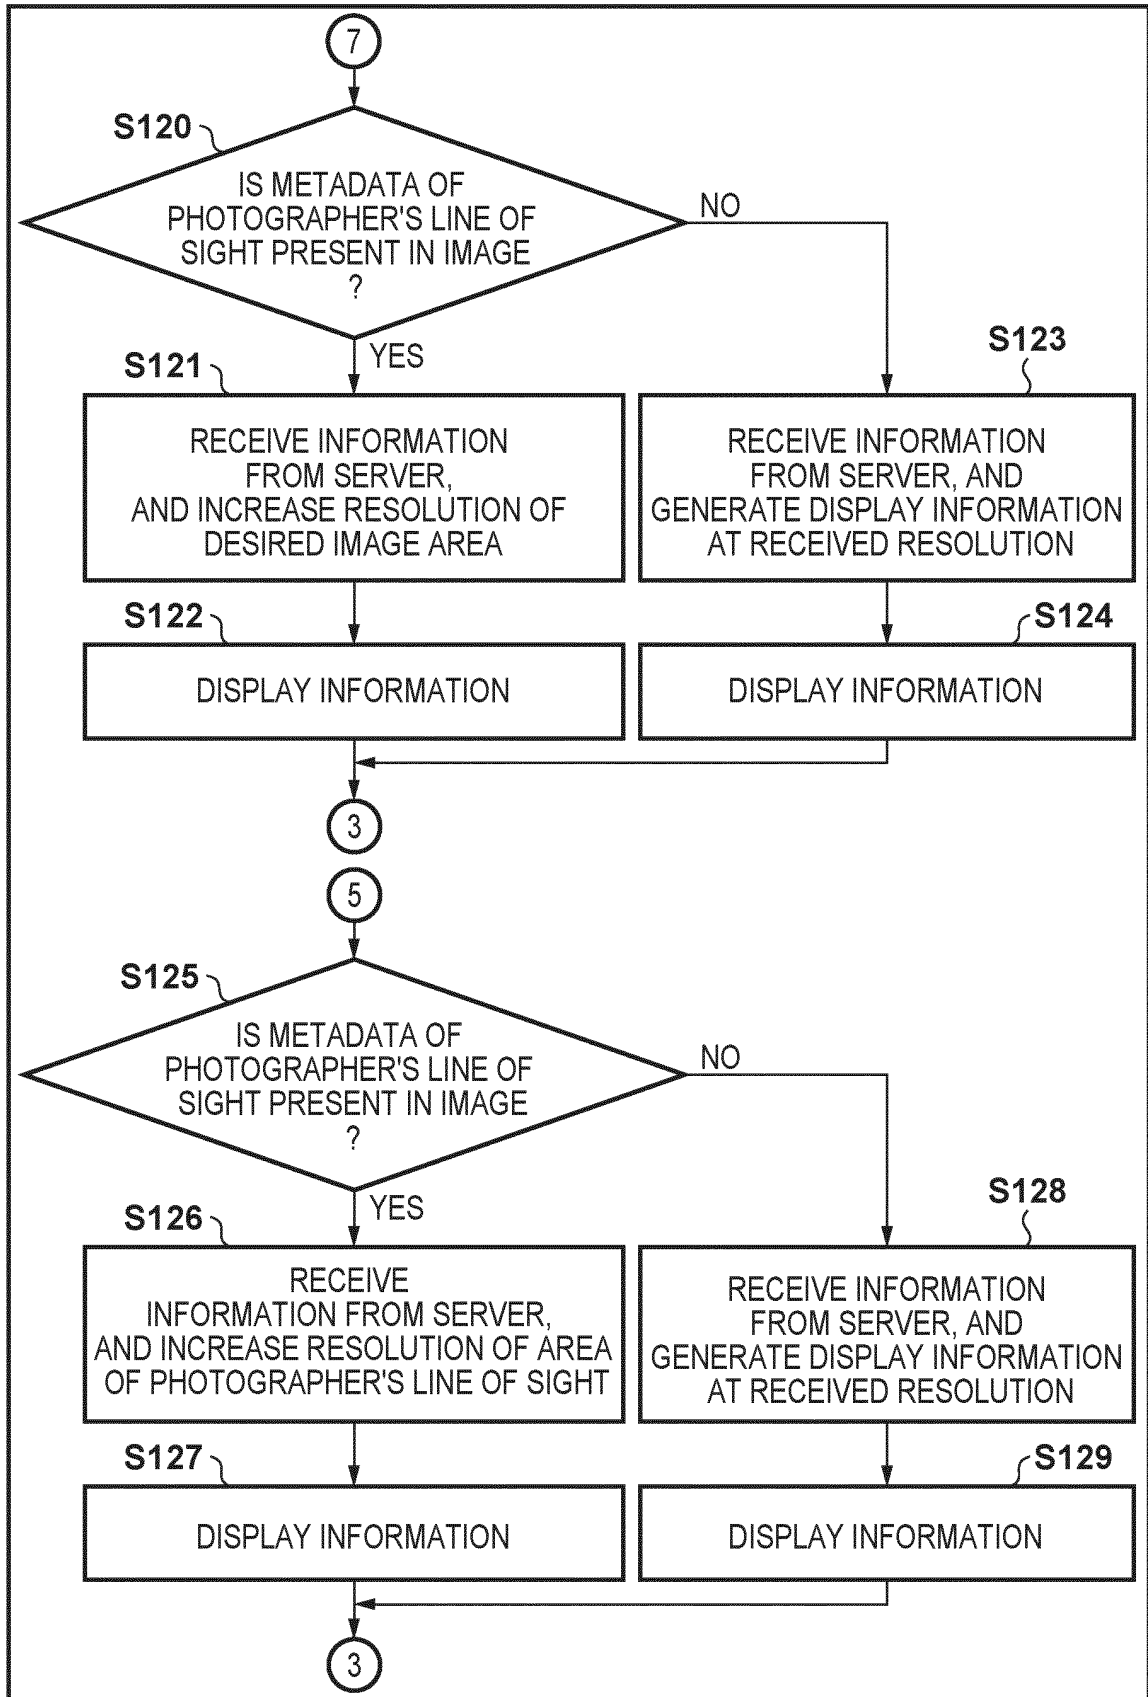 7
S120
IS METADATA OF
PHOTOGRAPHER'S LINE OF
SIGHT PRESENT IN IMAGE
?
NO
YES
S121
RECEIVE INFORMATION
FROM SERVER,
AND INCREASE RESOLUTION OF
DESIRED IMAGE AREA
S123
RECEIVE INFORMATION
FROM SERVER, AND
GENERATE DISPLAY INFORMATION
AT RECEIVED RESOLUTION
S122
DISPLAY INFORMATION
S124
DISPLAY INFORMATION
3
5
S125
IS METADATA OF
PHOTOGRAPHER'S LINE OF
SIGHT PRESENT IN IMAGE
?
NO
YES
S126
RECEIVE
INFORMATION FROM SERVER,
AND INCREASE RESOLUTION OF AREA
OF PHOTOGRAPHER'S LINE OF SIGHT
S128
RECEIVE INFORMATION
FROM SERVER, AND
GENERATE DISPLAY INFORMATION
AT RECEIVED RESOLUTION
S127
DISPLAY INFORMATION
S129
DISPLAY INFORMATION
3